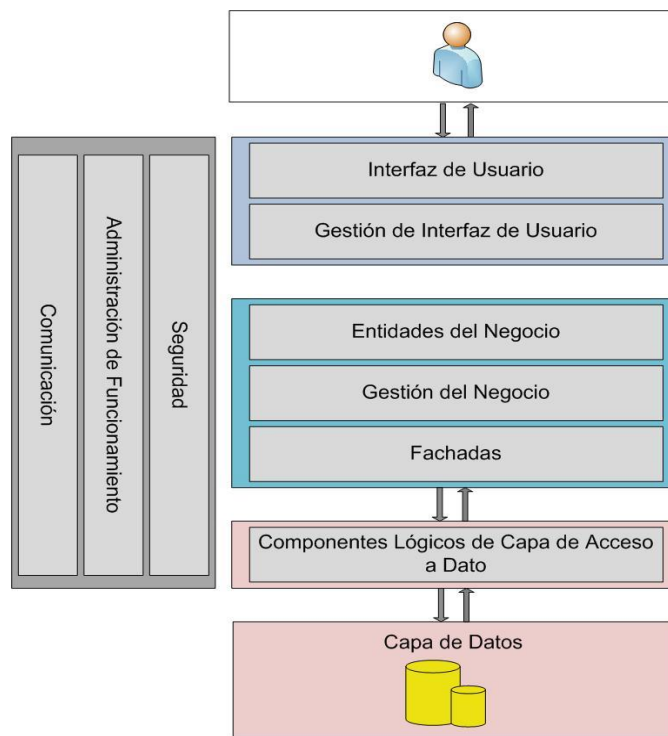 Interfaz de Usuario
Gestión de Interfaz de Usuario
Comunicación
Administración de Funcionamiento
Seguridad
Entidades del Negocio
Gestión del Negocio
Fachadas
Componentes Lógicos de Capa de Acceso
a Dato
Capa de Datos